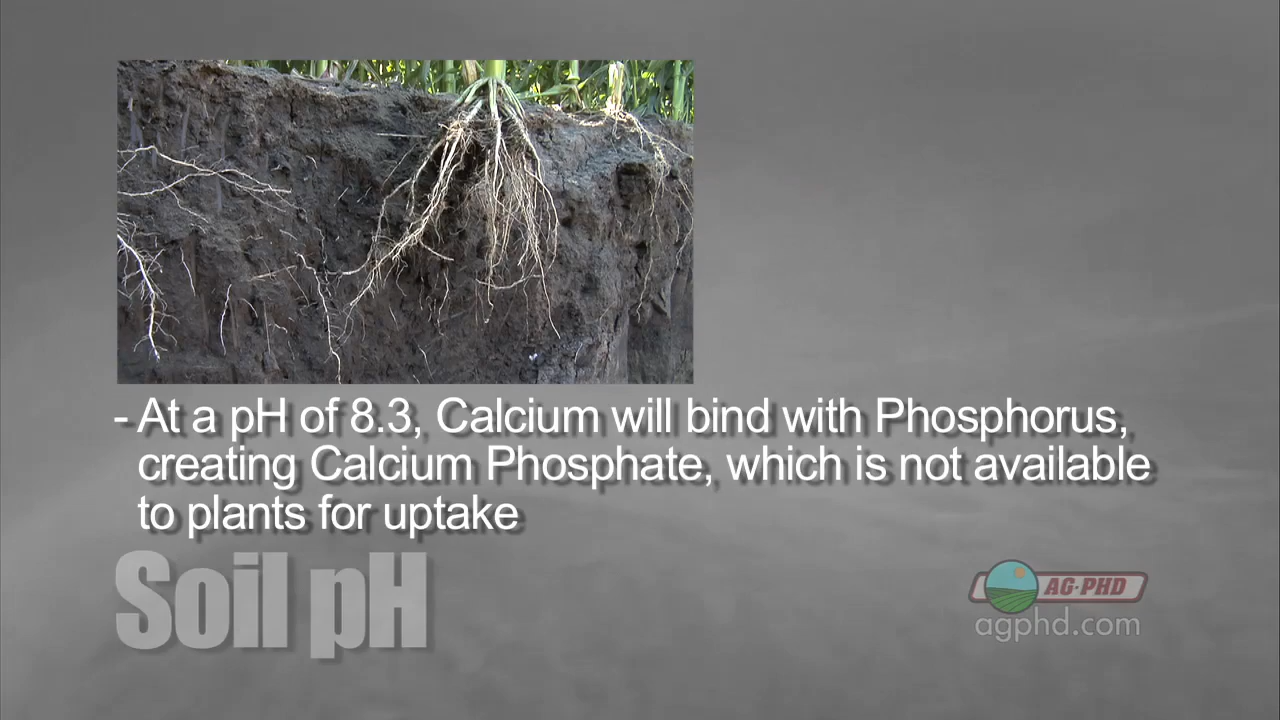 - At a pH of 8.3, Calcium will bind with Phosphorus,
creating Calcium Phosphate, which is not available
to plants for uptake
Soil pH
AG·PHD
agphd.com